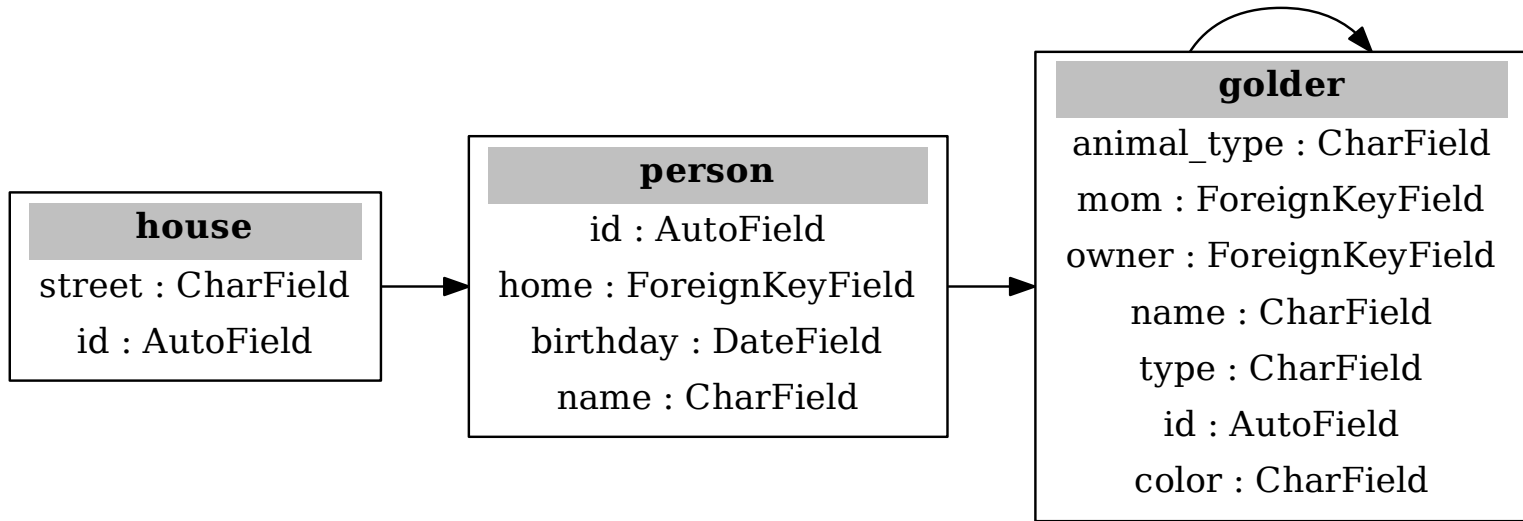 house
street : CharField
id : AutoField
person
id : AutoField
home : ForeignKeyField
birthday : DateField
name : CharField
golder
animal_type : CharField
mom : ForeignKeyField
owner : ForeignKeyField
name : CharField
type : CharField
id : AutoField
color : CharField